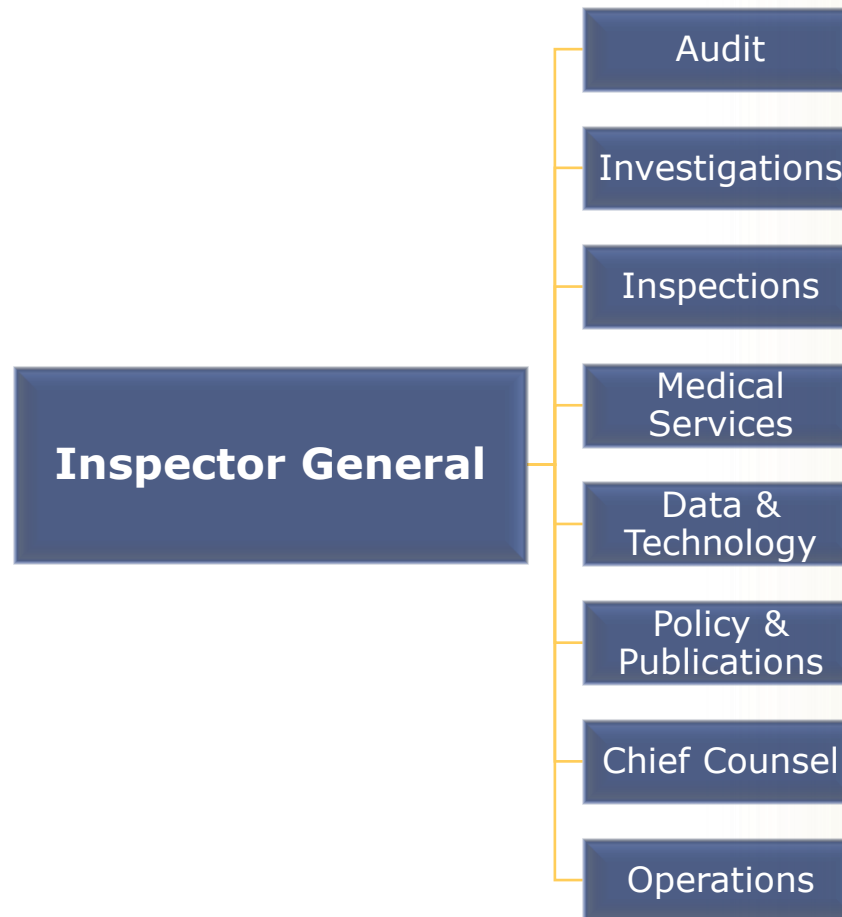 Audit
Investigations
Inspections
Medical
Services
Inspector General
Data &
Technology
Policy &
Publications
Chief Counsel
Operations